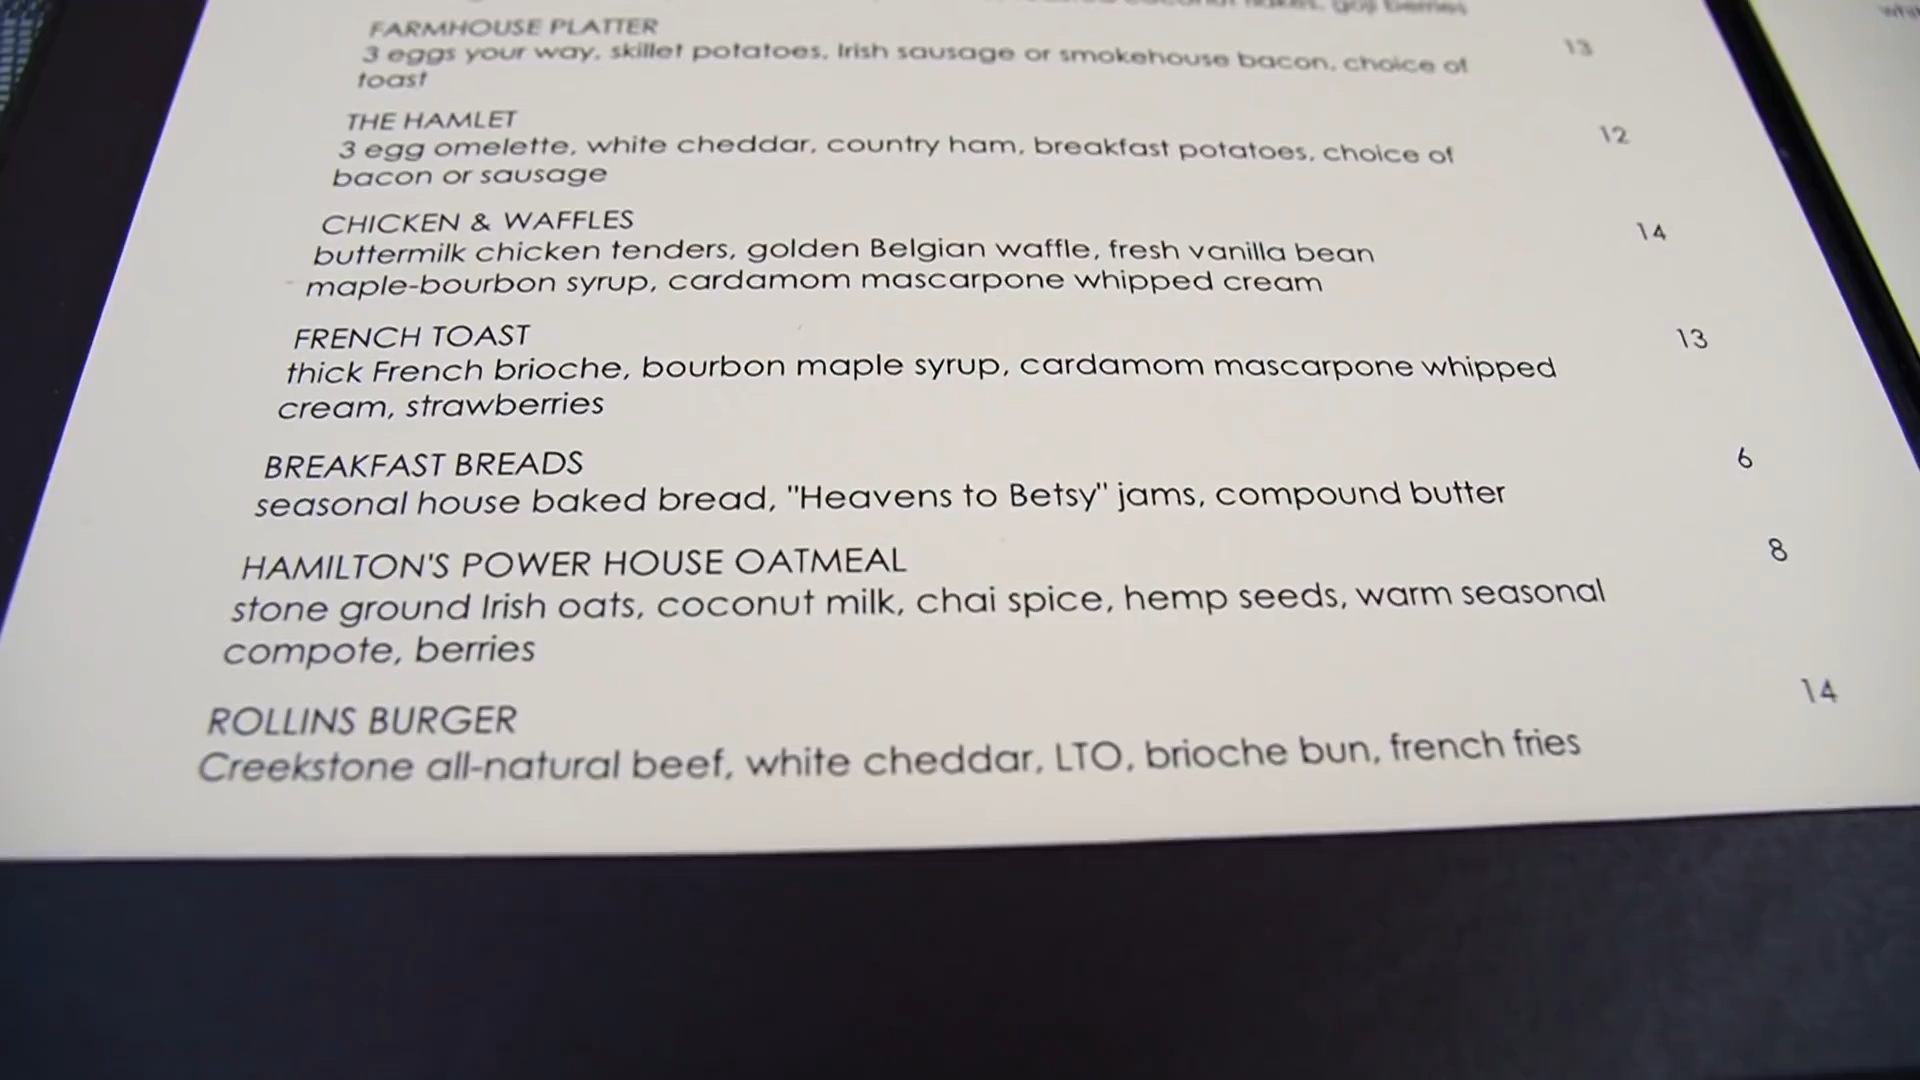 goji berries
FARMHOUSE PLATTER
3 eggs your way, skillet potatoes, Irish sausage or smokehouse bacon, choice of 13
toast
THE HAMLET
3 egg omelette, white cheddar, country ham, breakfast potatoes, choice of 12
bacon or sausage
CHICKEN & WAFFLES
buttermilk chicken tenders, golden Belgian waffle, fresh vanilla bean 14
maple-bourbon syrup, cardamom mascarpone whipped cream
FRENCH TOAST 13
thick French brioche, bourbon maple syrup, cardamom mascarpone whipped
cream, strawberries
BREAKFAST BREADS 6
seasonal house baked bread, "Heavens to Betsy" jams, compound butter
HAMILTON'S POWER HOUSE OATMEAL 8
stone ground Irish oats, coconut milk, chai spice, hemp seeds, warm seasonal
compote, berries
ROLLINS BURGER 14
Creekstone all-natural beef, white cheddar, LTO, brioche bun, french fries